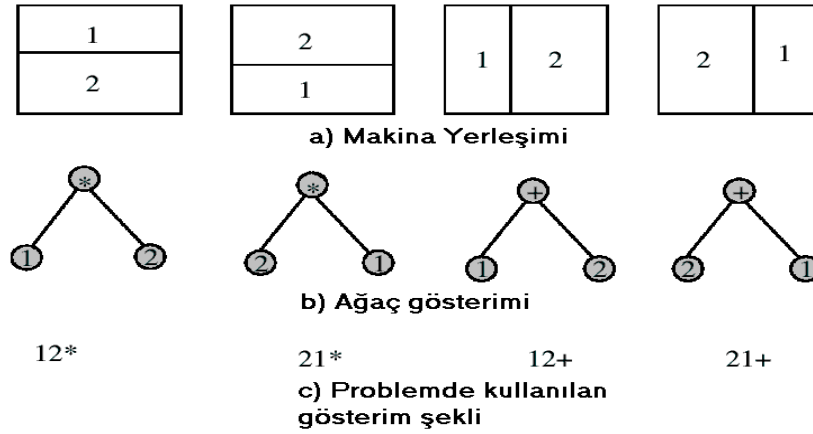 1 2 1 2 2 1
2 1
a) Makina Yerleşimi
* * + +
1 2 2 1 1 2 2 1
b) Ağaç gösterimi
12* 21* 12+ 21+
c) Problemde kullanılan
gösterim şekli